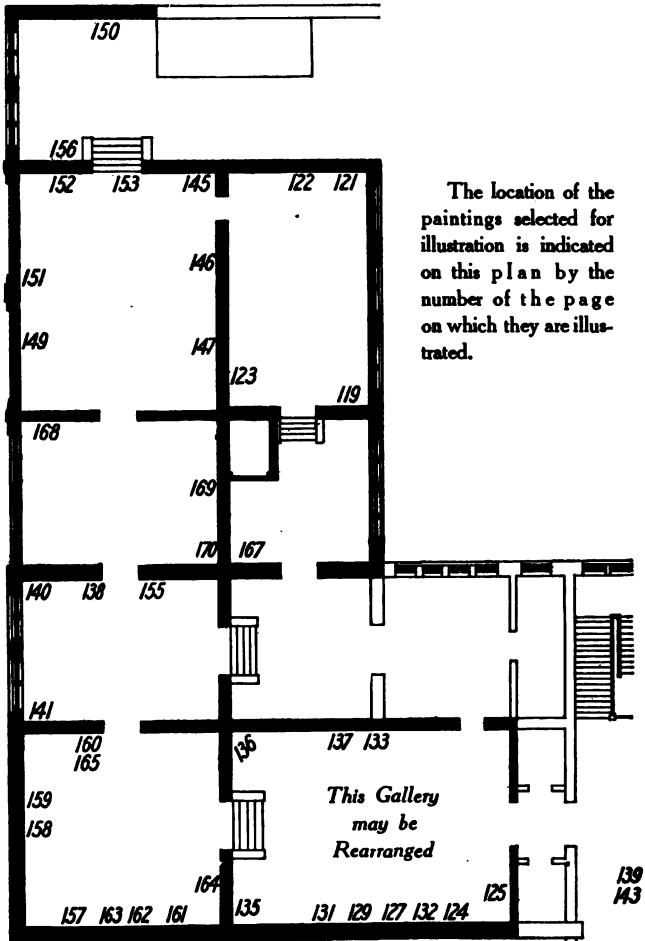 150
156
152 153 145 122 121
The location of the
paintings selected for
illustration is indicated
on this plan by the
number of the page
on which they are illus-
trated.
146
151
149
147
123
119
168
169
170 167
140 138 155
141
160
165
136
137 133
This Gallery
may be
Rearranged
159
158
164
125
139
143
157 163 162 161
135
131 129 127 132 124